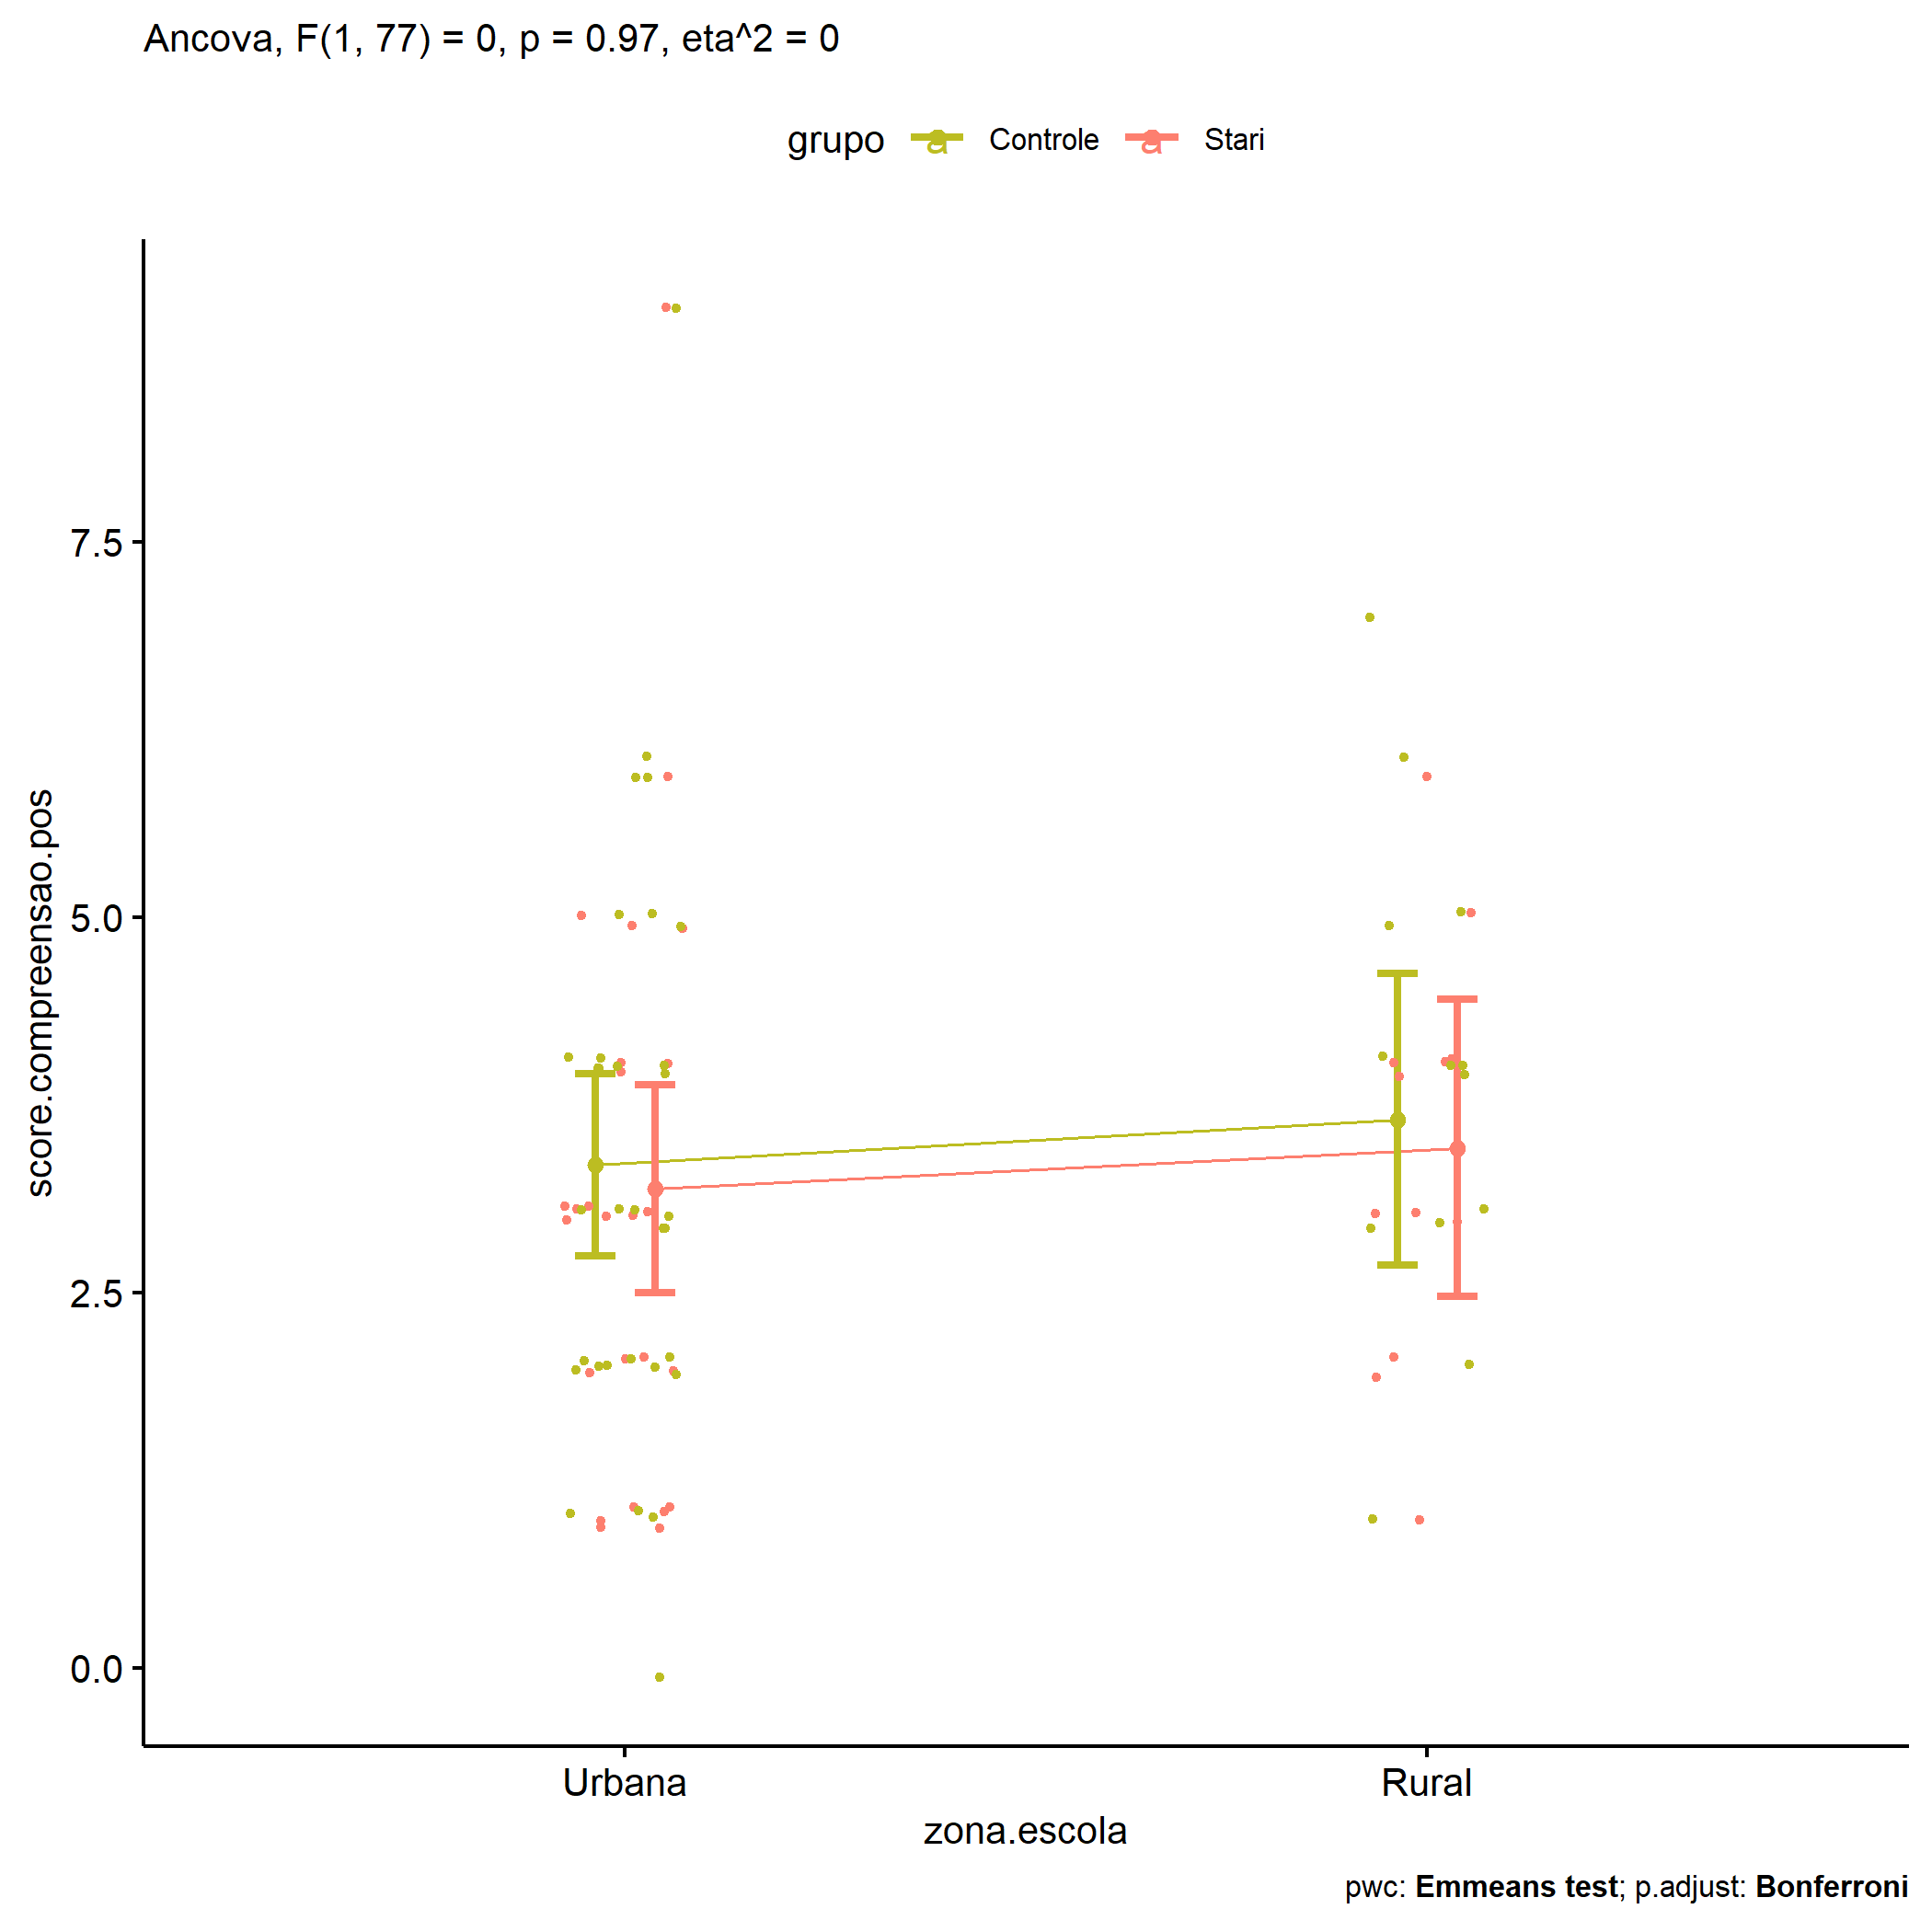 Ancova, F(1, 77) = 0, p = 0.97, eta^2 = 0
grupo a Controle a Stari
score.compreensao.pos
7.5
5.0
2.5
0.0
Urbana Rural
zona.escola
pwc: Emmeans test; p.adjust: Bonferroni